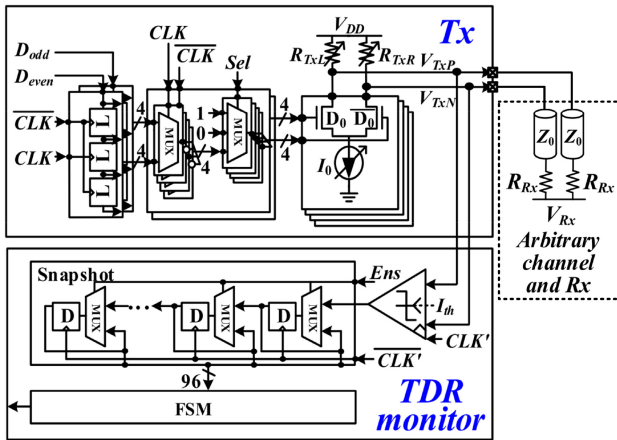 Tx
V_DD
CLK
CLK
D_odd
Sel
D_even
R_TxL
R_TxR
V_TxP
V_TxN
CLK
CLK
L
L
L
4
4
MUX
4
1
0
MUX
4
4
D_0
D_0
I_0
Z_0
Z_0
R_Rx
R_Rx
V_Rx
Arbitrary
channel
and Rx
Snapshot
Ens
D
MUX
...
D
MUX
D
MUX
I_th
CLK'
CLK'
96
FSM
TDR
monitor